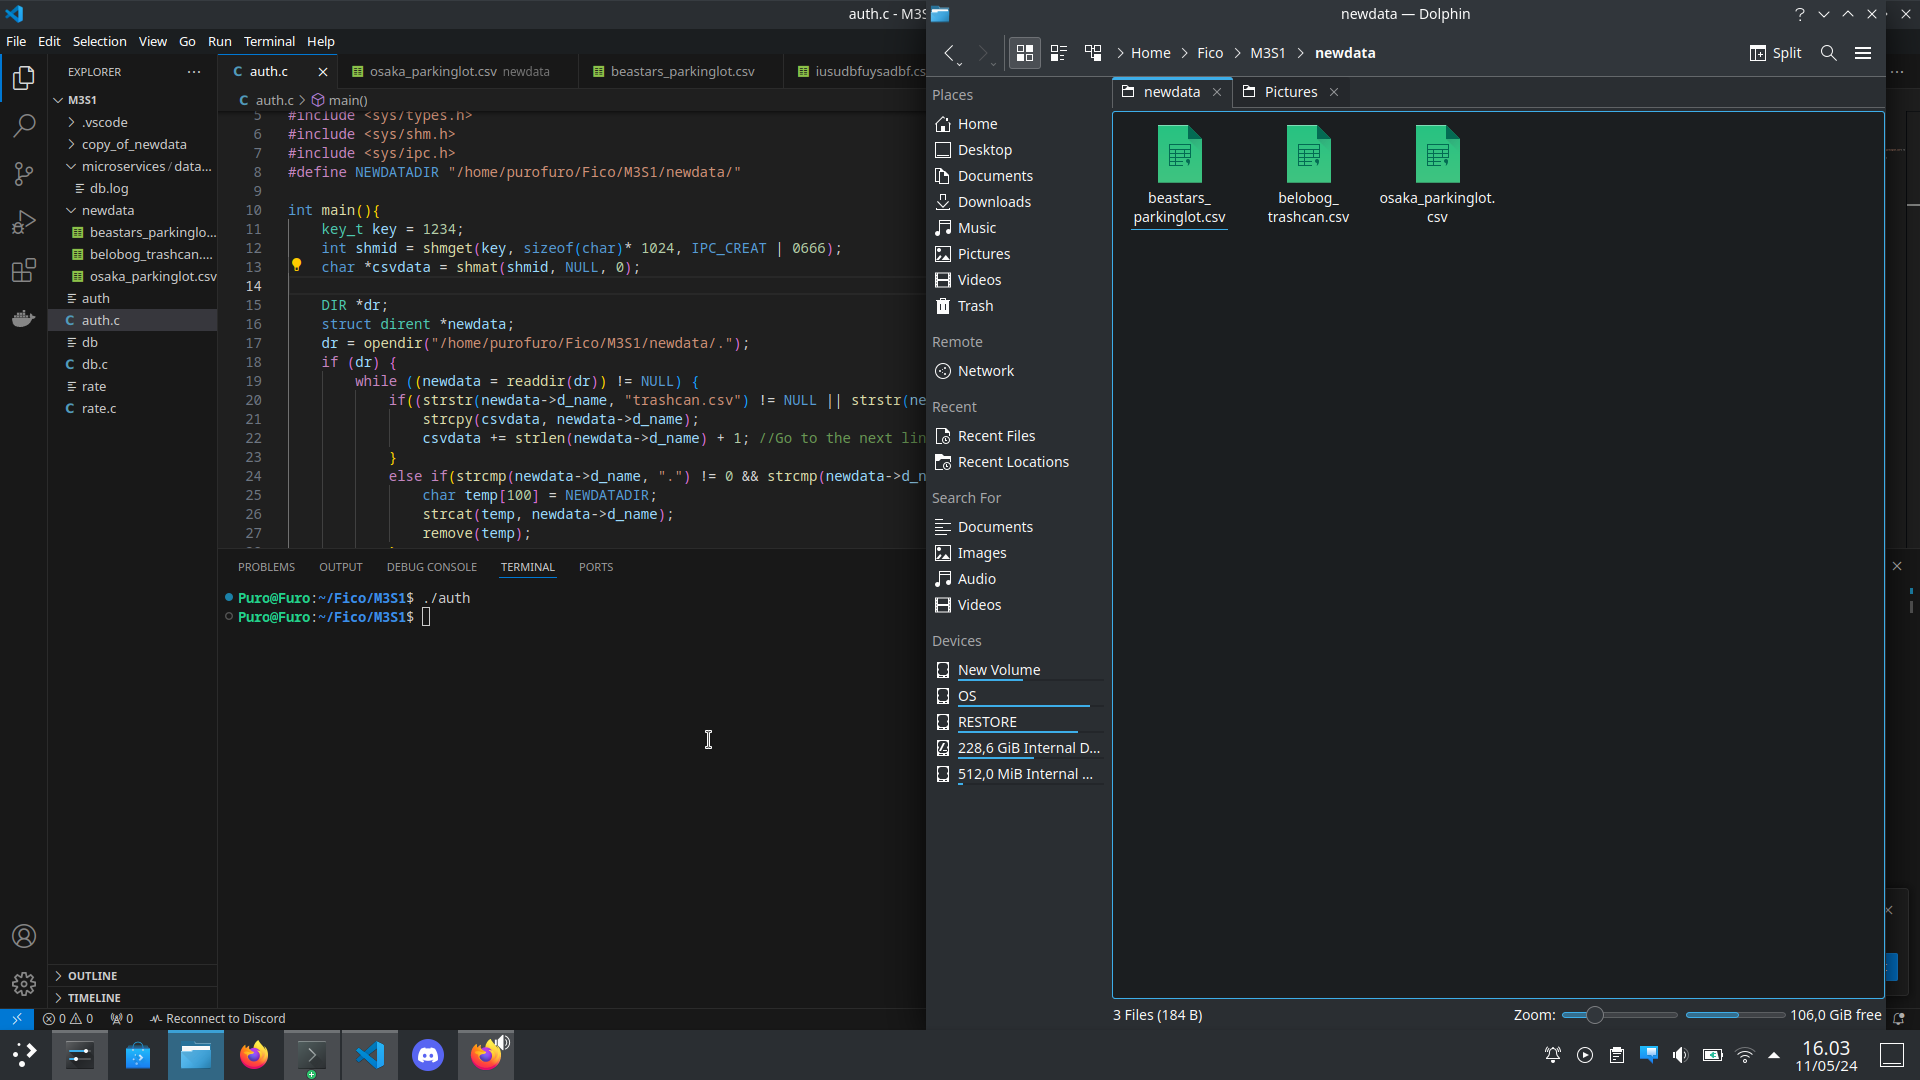 auth.c - M3S
File Edit Selection View Go Run Terminal Help
EXPLORER
M3S1
.vscode
copy_of_newdata
microservices / data...
db.log
newdata
beastars_parkinglo...
belobog_trashcan....
osaka_parkinglot.csv
auth
auth.c
db
db.c
rate
rate.c
OUTLINE
TIMELINE
auth.c
osaka_parkinglot.csv newdata
beastars_parkinglot.csv
iusudbfuysadbf.cs
auth.c > main()
5 #include <sys/types.h>
6 #include <sys/shm.h>
7 #include <sys/ipc.h>
8 #define NEWDATADIR "/home/purofuro/Fico/M3S1/newdata/"
9
10 int main(){
11 key_t key = 1234;
12 int shmid = shmget(key, sizeof(char)* 1024, IPC_CREAT | 0666);
13 char *csvdata = shmat(shmid, NULL, 0);
14
15 DIR *dr;
16 struct dirent *newdata;
17 dr = opendir("/home/purofuro/Fico/M3S1/newdata/.");
18 if (dr) {
19 while ((newdata = readdir(dr)) != NULL) {
20 if((strstr(newdata->d_name, "trashcan.csv") != NULL || strstr(ne
21 strcpy(csvdata, newdata->d_name);
22 csvdata += strlen(newdata->d_name) + 1; //Go to the next lin
23 }
24 else if(strcmp(newdata->d_name, ".") != 0 && strcmp(newdata->d_n
25 char temp[100] = NEWDATADIR;
26 strcat(temp, newdata->d_name);
27 remove(temp);
PROBLEMS OUTPUT DEBUG CONSOLE TERMINAL PORTS
Puro@Furo:~/Fico/M3S1$ ./auth
Puro@Furo:~/Fico/M3S1$
0 0 0 Reconnect to Discord
newdata — Dolphin
Home > Fico > M3S1 > newdata
Split
Places
Home
Desktop
Documents
Downloads
Music
Pictures
Videos
Trash
Remote
Network
Recent
Recent Files
Recent Locations
Search For
Documents
Images
Audio
Videos
Devices
New Volume
OS
RESTORE
228,6 GiB Internal D...
512,0 MiB Internal ...
newdata
Pictures
beastars_
parkinglot.csv
belobog_
trashcan.csv
osaka_parkinglot.
csv
3 Files (184 B)
Zoom:
106,0 GiB free
16.03
11/05/24